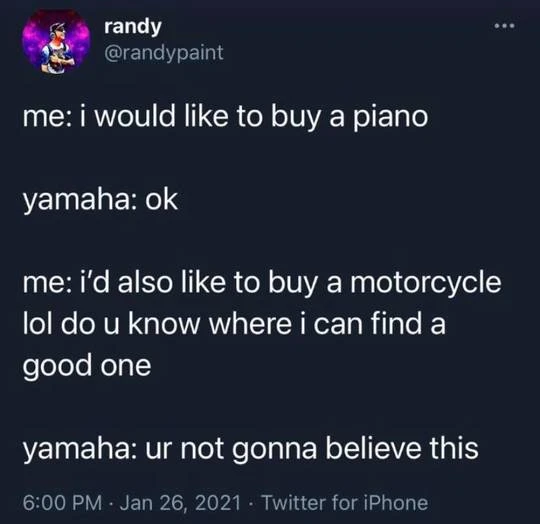 randy
@randypaint
me: i would like to buy a piano
yamaha: ok
me: i'd also like to buy a motorcycle
lol do u know where i can find a
good one
yamaha: ur not gonna believe this
6:00 PM · Jan 26, 2021 · Twitter for iPhone